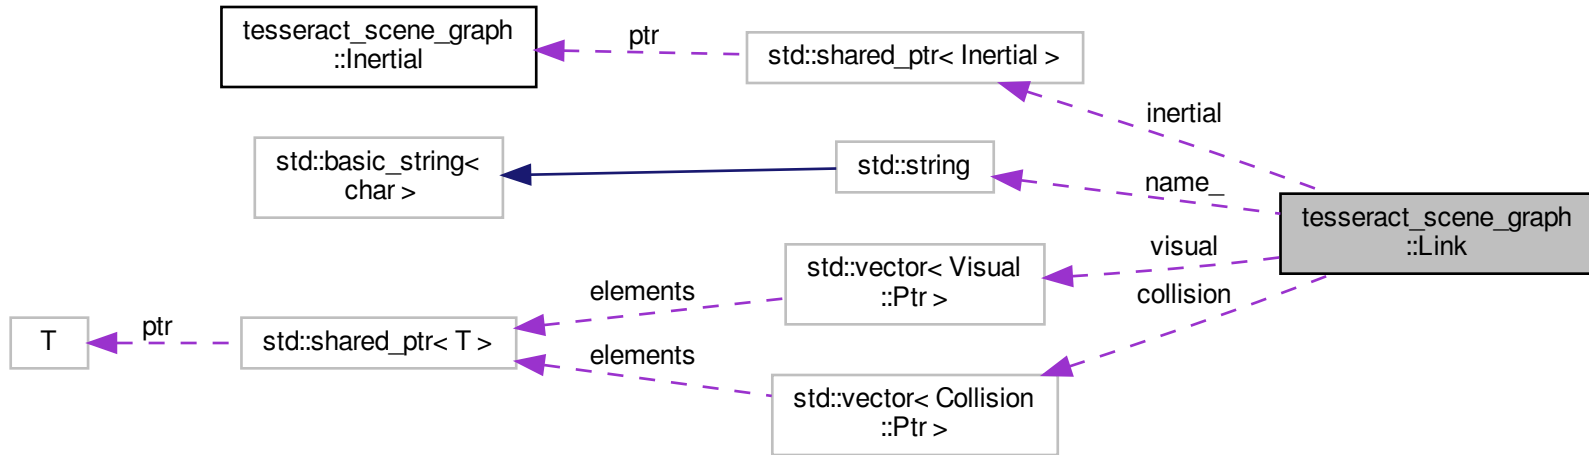 tesseract_scene_graph
::Inertial
ptr
std::shared_ptr< Inertial >
inertial
std::basic_string<
char >
std::string
name_
tesseract_scene_graph
::Link
visual
std::vector< Visual
::Ptr >
elements
collision
T
ptr
std::shared_ptr< T >
elements
std::vector< Collision
::Ptr >